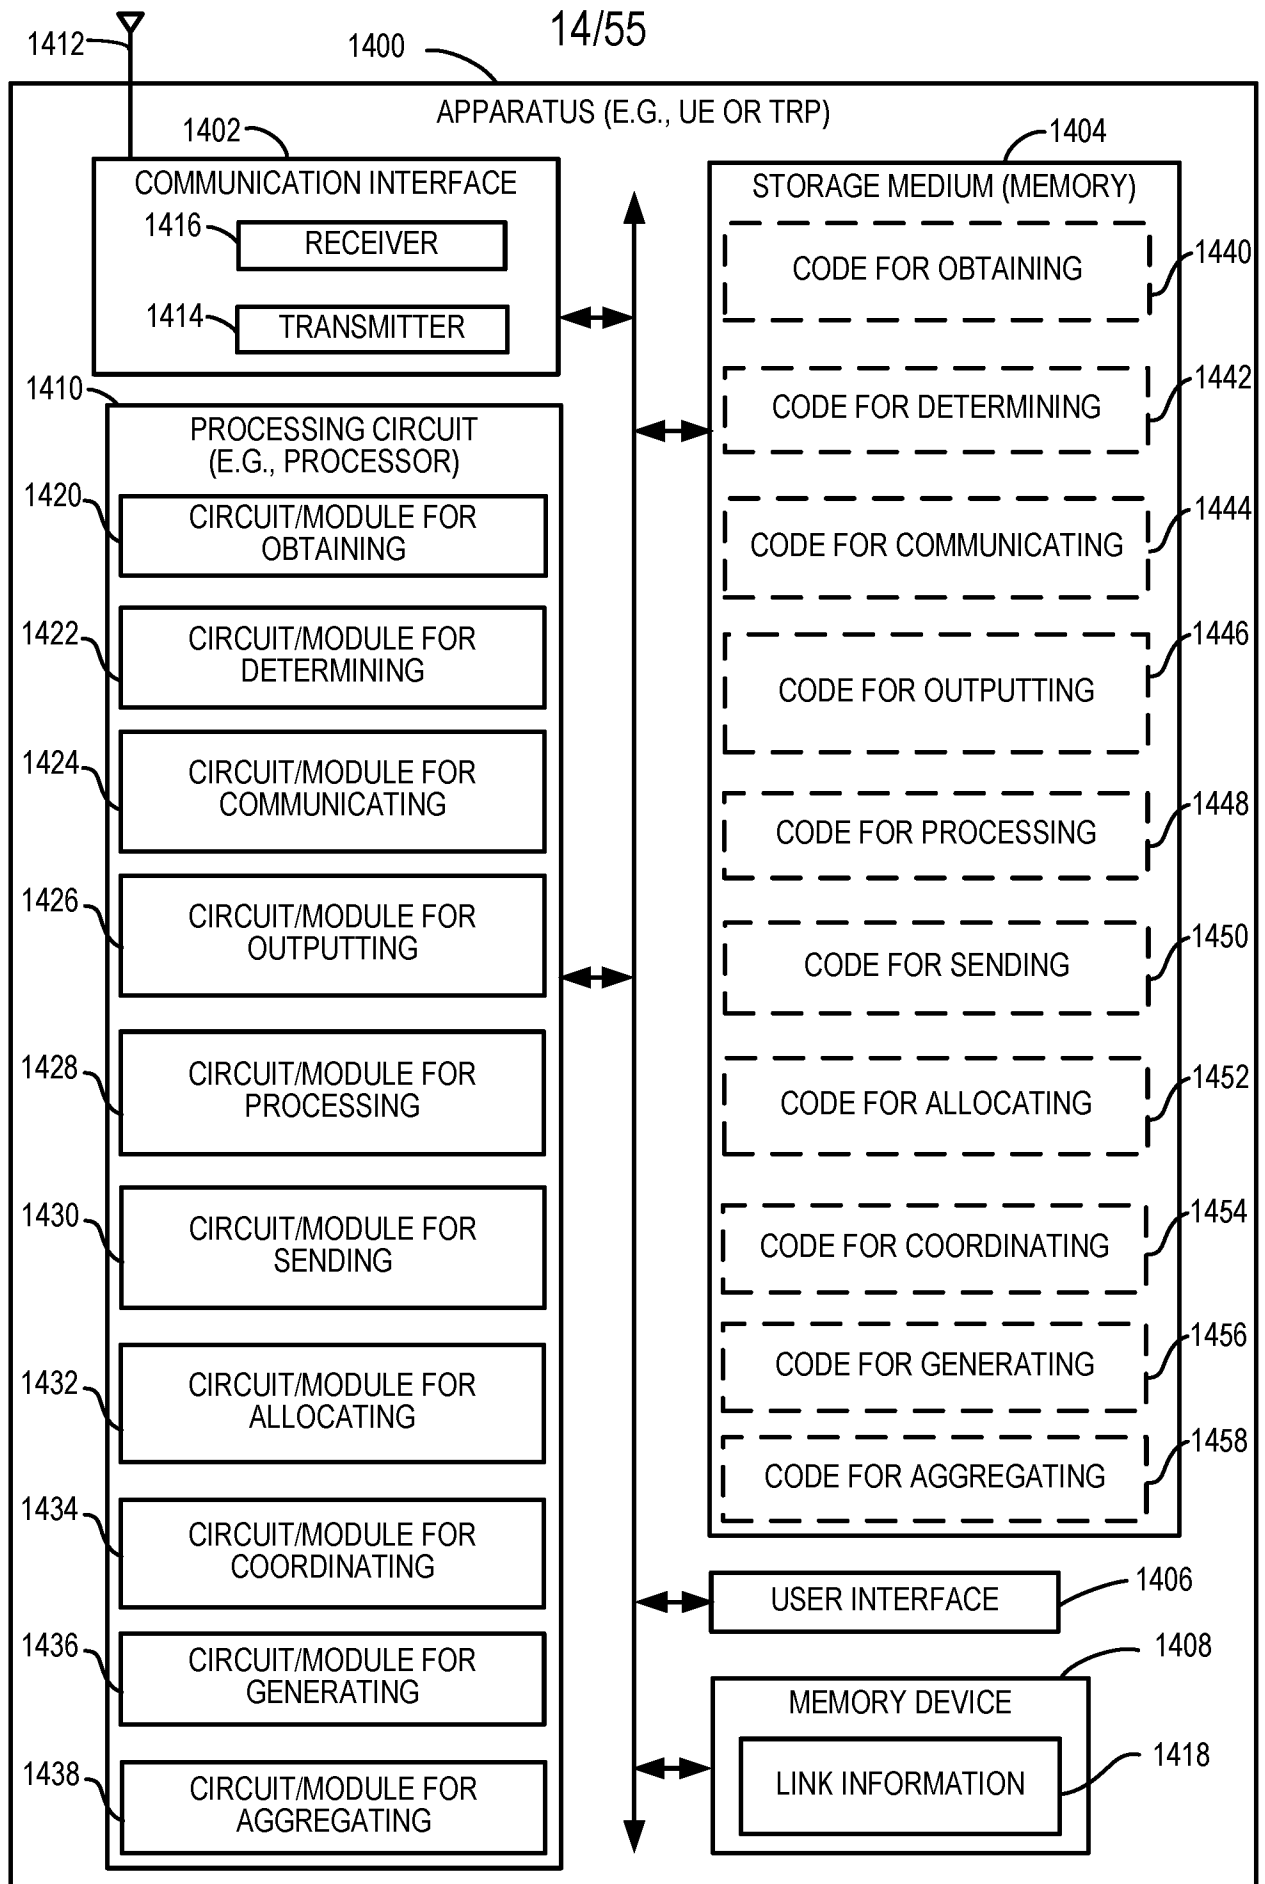 14/55
1412
1400
APPARATUS (E.G., UE OR TRP)
1402
COMMUNICATION INTERFACE
1416
RECEIVER
1414
TRANSMITTER
1410
PROCESSING CIRCUIT
(E.G., PROCESSOR)
1420
CIRCUIT/MODULE FOR
OBTAINING
1422
CIRCUIT/MODULE FOR
DETERMINING
1424
CIRCUIT/MODULE FOR
COMMUNICATING
1426
CIRCUIT/MODULE FOR
OUTPUTTING
1428
CIRCUIT/MODULE FOR
PROCESSING
1430
CIRCUIT/MODULE FOR
SENDING
1432
CIRCUIT/MODULE FOR
ALLOCATING
1434
CIRCUIT/MODULE FOR
COORDINATING
1436
CIRCUIT/MODULE FOR
GENERATING
1438
CIRCUIT/MODULE FOR
AGGREGATING
1404
STORAGE MEDIUM (MEMORY)
CODE FOR OBTAINING
1440
CODE FOR DETERMINING
1442
CODE FOR COMMUNICATING
1444
CODE FOR OUTPUTTING
1446
CODE FOR PROCESSING
1448
CODE FOR SENDING
1450
CODE FOR ALLOCATING
1452
CODE FOR COORDINATING
1454
CODE FOR GENERATING
1456
CODE FOR AGGREGATING
1458
USER INTERFACE
1406
1408
MEMORY DEVICE
LINK INFORMATION
1418